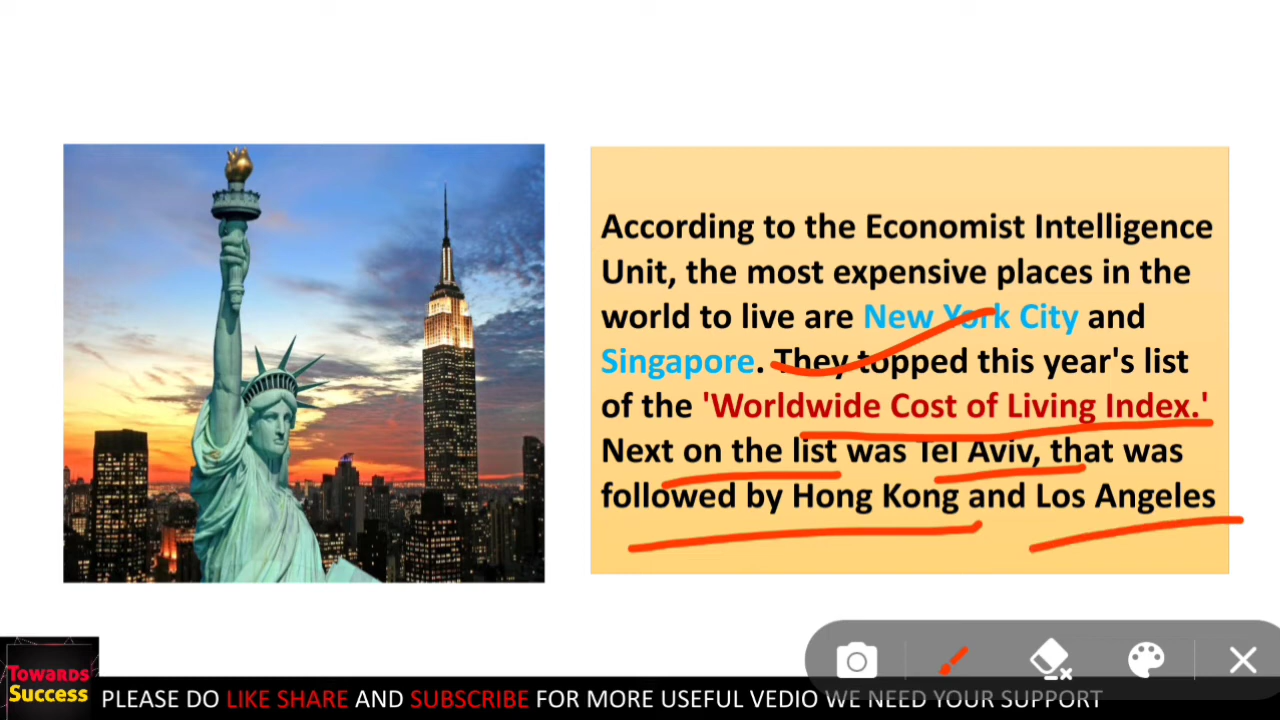 According to the Economist Intelligence
Unit, the most expensive places in the
world to live are New York City and
Singapore. They topped this year's list
of the 'Worldwide Cost of Living Index.'
Next on the list was Tel Aviv, that was
followed by Hong Kong and Los Angeles
Towards
Success
PLEASE DO LIKE SHARE AND SUBSCRIBE FOR MORE USEFUL VEDIO WE NEED YOUR SUPPORT